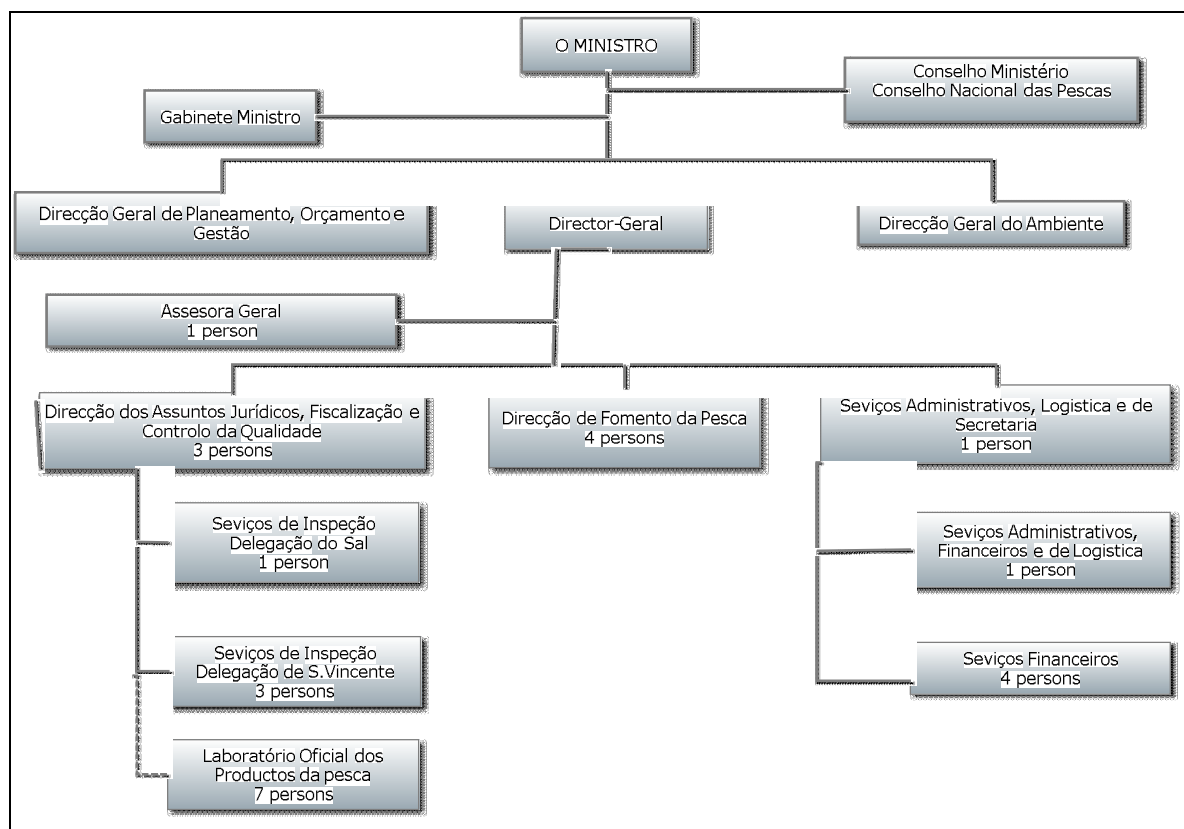 O MINISTRO
Conselho Ministério
Conselho Nacional das Pescas
Gabinete Ministro
Direcção Geral de Planeamento, Orçamento e
Gestão
Director-Geral
Direcção Geral do Ambiente
Assesora Geral
1 person
Direcção dos Assuntos Jurídicos, Fiscalização e
Controlo da Qualidade
3 persons
Direcção de Fomento da Pesca
4 persons
Seviços Administrativos, Logistica e de
Secretaria
1 person
Seviços de Inspeção
Delegação do Sal
1 person
Seviços Administrativos,
Financeiros e de Logistica
1 person
Seviços de Inspeção
Delegação de S.Vincente
3 persons
Seviços Financeiros
4 persons
Laboratório Oficial dos
Productos da pesca
7 persons